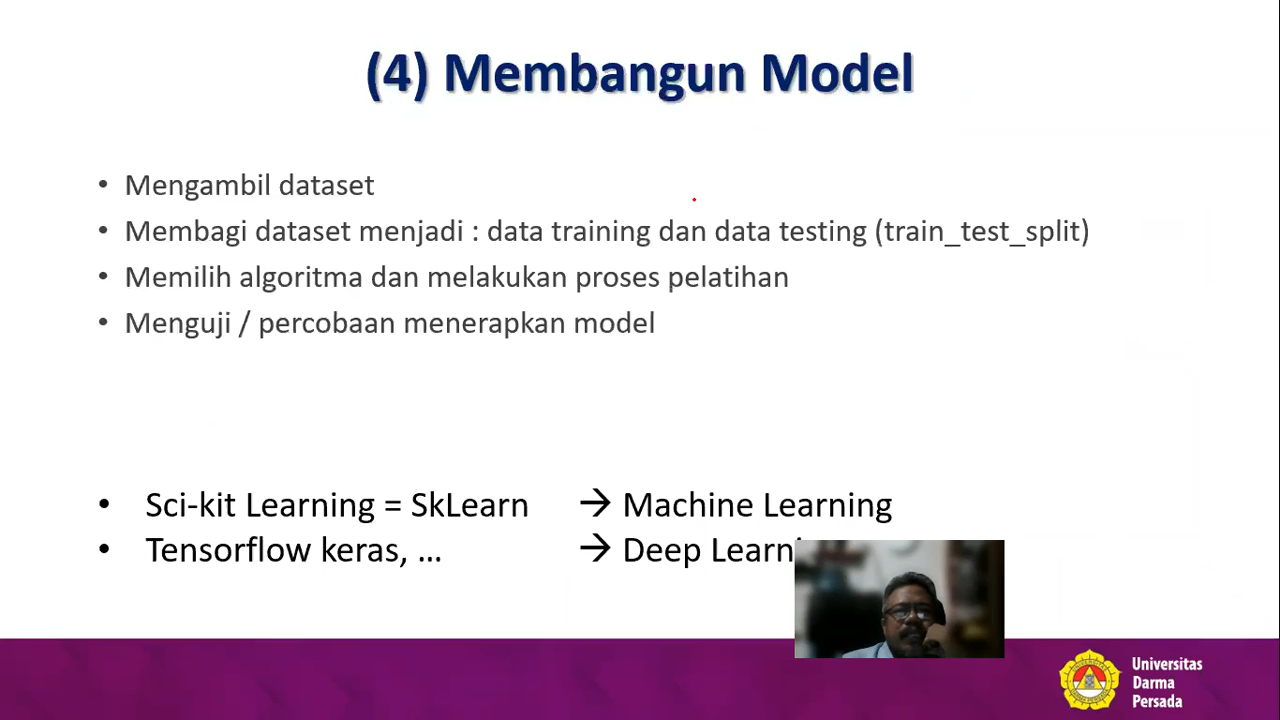 (4) Membangun Model
• Mengambil dataset
• Membagi dataset menjadi : data training dan data testing (train_test_split)
• Memilih algoritma dan melakukan proses pelatihan
• Menguji / percobaan menerapkan model
• Sci-kit Learning = SkLearn → Machine Learning
• Tensorflow keras, ... → Deep Learni
Universitas
Darma
Persada